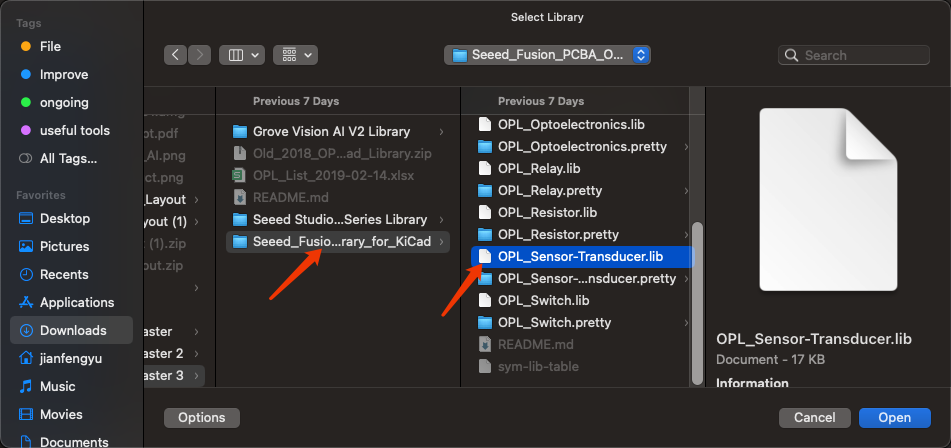 Select Library
Tags
File
Improve
ongoing
useful tools
All Tags...
Favorites
Desktop
Pictures
Recents
Applications
Downloads
jianfengyu
Music
Movies
Documents
Seeed_Fusion_PCBA_O...
Search
ot.pdf
_AI.png
ct.png
_Layout
yout (1)
(1).zip
out.zip
aster
aster 2
aster 3
Previous 7 Days
Grove Vision AI V2 Library
Old_2018_OP...ad_Library.zip
OPL_List_2019-02-14.xlsx
README.md
Seeed Studio...Series Library
Seeed_Fusio...rary_for_KiCad
Previous 7 Days
OPL_Optoelectronics.lib
OPL_Optoelectronics.pretty
OPL_Relay.lib
OPL_Relay.pretty
OPL_Resistor.lib
OPL_Resistor.pretty
OPL_Sensor-Transducer.lib
OPL_Sensor-...nsducer.pretty
OPL_Switch.lib
OPL_Switch.pretty
README.md
sym-lib-table
OPL_Sensor-Transducer.lib
Document - 17 KB
Information
Options
Cancel
Open